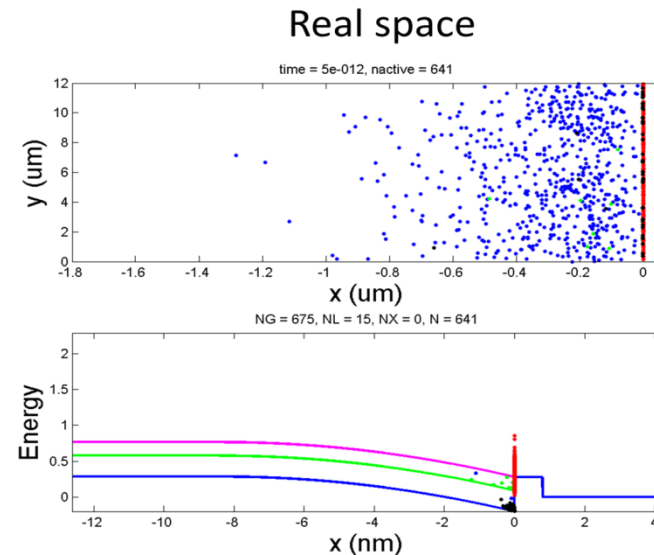 Real space
time = 5e-012, nactive = 641
12
10
8
6
4
2
0
y (um)
-1.8 -1.6 -1.4 -1.2 -1 -0.8 -0.6 -0.4 -0.2 0
x (um)
NG = 675, NL = 15, NX = 0, N = 641
2
1.5
1
0.5
0
Energy
-12 -10 -8 -6 -4 -2 0 2 4
x (nm)